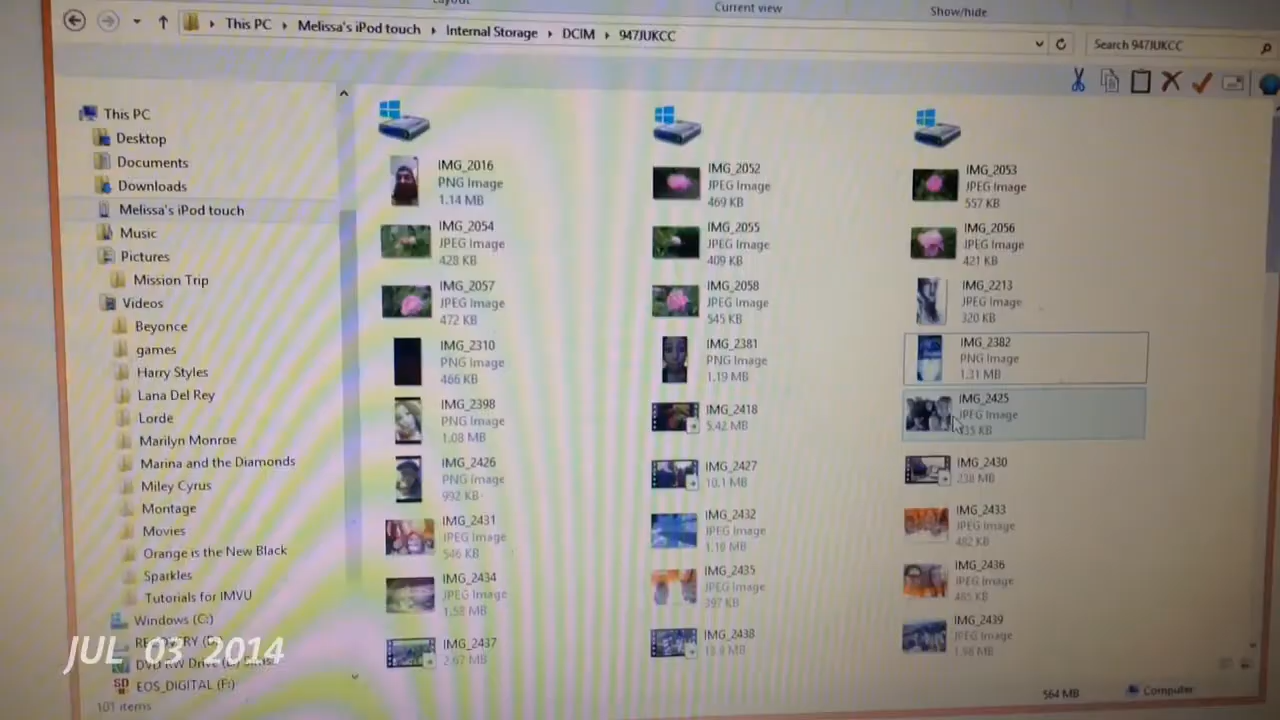 Layout
Current view
Show/hide
This PC
Melissa's iPod touch
Internal Storage
DCIM
947JUKCC
Search 947JUKCC
This PC
Desktop
Documents
Downloads
Melissa's iPod touch
Music
Pictures
Mission Trip
Videos
Beyonce
games
Harry Styles
Lana Del Rey
Lorde
Marilyn Monroe
Marina and the Diamonds
Miley Cyrus
Montage
Movies
Orange is the New Black
Sparkles
Tutorials for IMVU
Windows (C:)
EOS_DIGITAL (F:)
101 items
IMG_2016
PNG Image
1.14 MB
IMG_2052
JPEG Image
469 KB
IMG_2053
JPEG Image
557 KB
IMG_2054
JPEG Image
428 KB
IMG_2055
JPEG Image
409 KB
IMG_2056
JPEG Image
421 KB
IMG_2057
JPEG Image
472 KB
IMG_2058
JPEG Image
545 KB
IMG_2213
JPEG Image
320 KB
IMG_2310
PNG Image
466 KB
IMG_2381
PNG Image
1.19 MB
IMG_2382
PNG Image
1.31 MB
IMG_2398
PNG Image
1.08 MB
IMG_2418
5.42 MB
IMG_2425
JPEG Image
IMG_2426
PNG Image
992 KB
IMG_2427
10.1 MB
IMG_2430
238 MB
IMG_2431
JPEG Image
546 KB
IMG_2432
JPEG Image
IMG_2433
JPEG Image
482 KB
IMG_2434
JPEG Image
1.58 MB
IMG_2435
JPEG Image
397 KB
IMG_2436
JPEG Image
485 KB
IMG_2437
2.67 MB
IMG_2438
IMG_2439
JPEG Image
1.98 MB
564 MB
Computer
JUL 03 2014